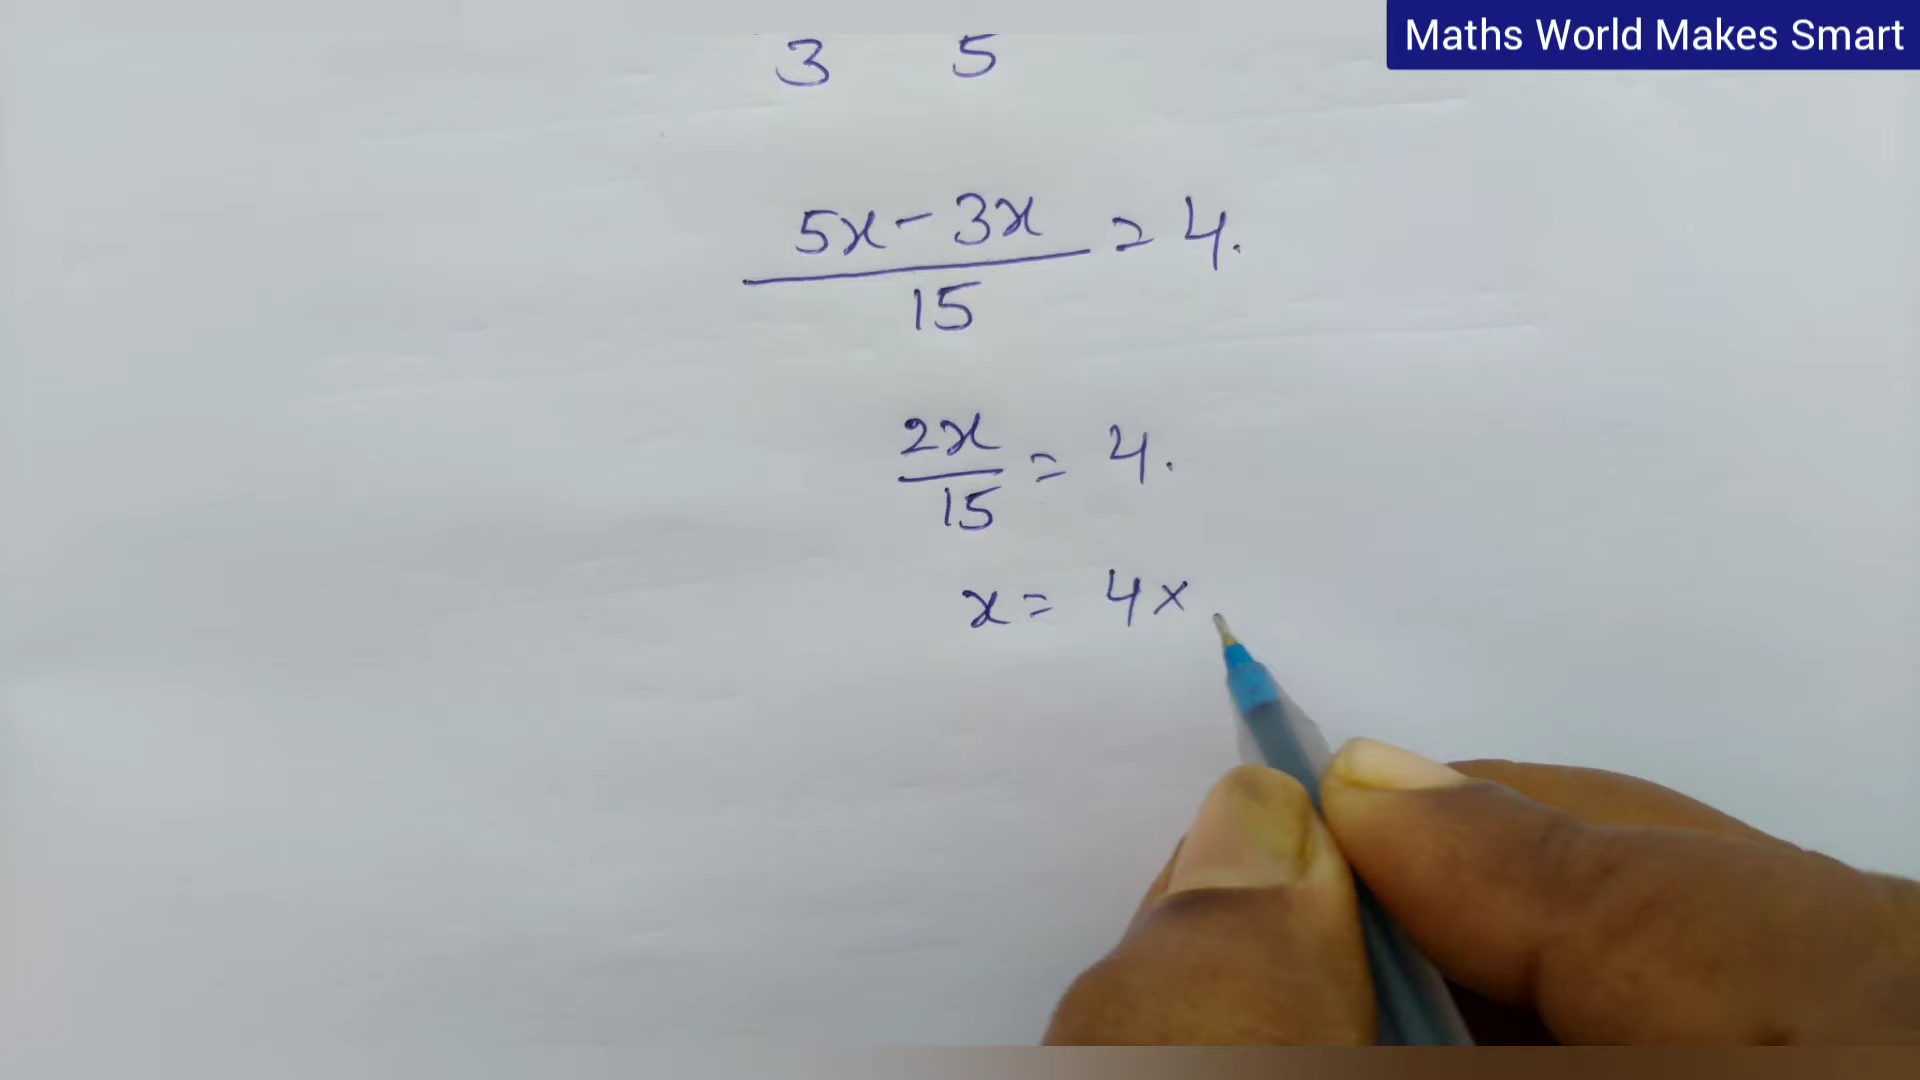 Maths World Makes Smart
3 5
5x - 3x = 4.
15
2x = 4.
15
x = 4 ×